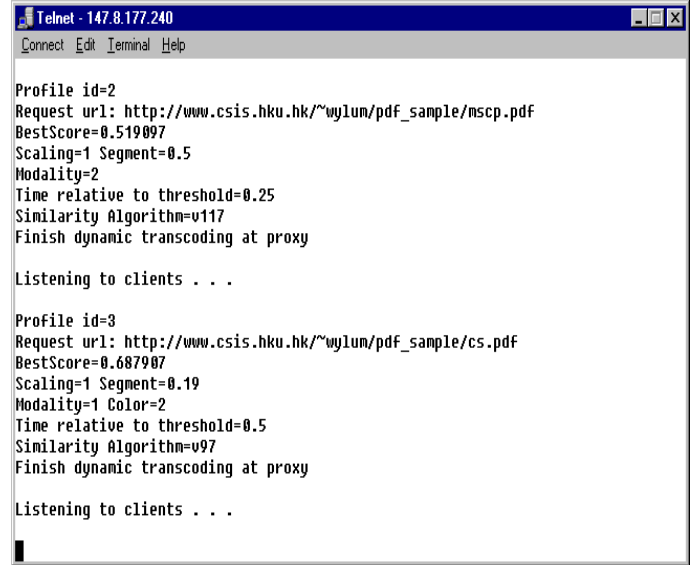 Telnet - 147.8.177.240
Connect Edit Terminal Help
Profile id=2
Request url: http://www.csis.hku.hk/~wylum/pdf_sample/mscp.pdf
BestScore=0.519097
Scaling=1 Segment=0.5
Modality=2
Time relative to threshold=0.25
Similarity Algorithm=v117
Finish dynamic transcoding at proxy
Listening to clients . . .
Profile id=3
Request url: http://www.csis.hku.hk/~wylum/pdf_sample/cs.pdf
BestScore=0.687907
Scaling=1 Segment=0.19
Modality=1 Color=2
Time relative to threshold=0.5
Similarity Algorithm=v97
Finish dynamic transcoding at proxy
Listening to clients . . .